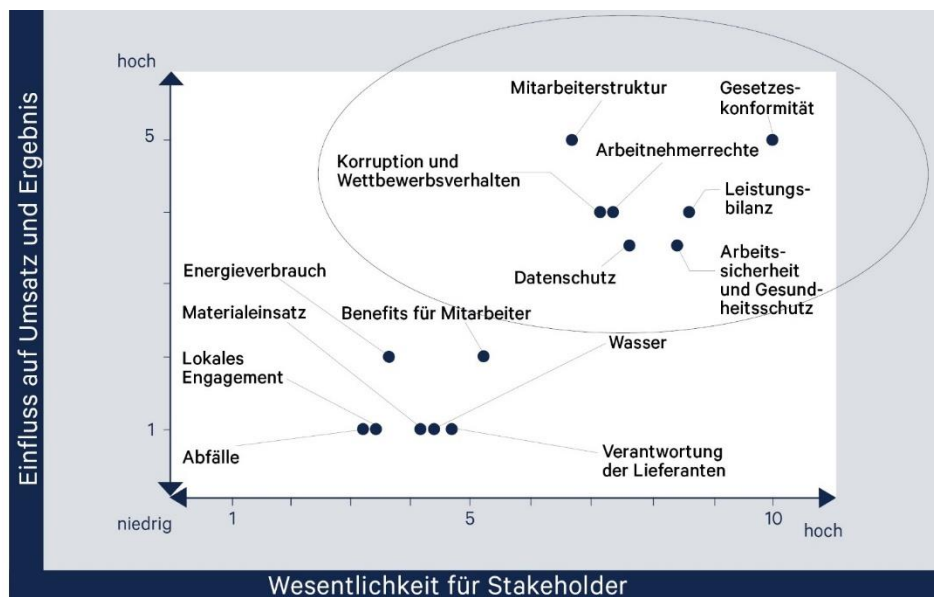 Einfluss auf Umsatz und Ergebnis
hoch
5
1
niedrig
Mitarbeiterstruktur
Gesetzes-
konformität
Korruption und
Wettbewerbsverhalten
Arbeitnehmerrechte
Leistungs-
bilanz
Datenschutz
Arbeits-
sicherheit
und Gesund-
heitsschutz
Energieverbrauch
Materialeinsatz
Benefits für Mitarbeiter
Wasser
Lokales
Engagement
Abfälle
Verantwortung
der Lieferanten
1
5
10
hoch
Wesentlichkeit für Stakeholder